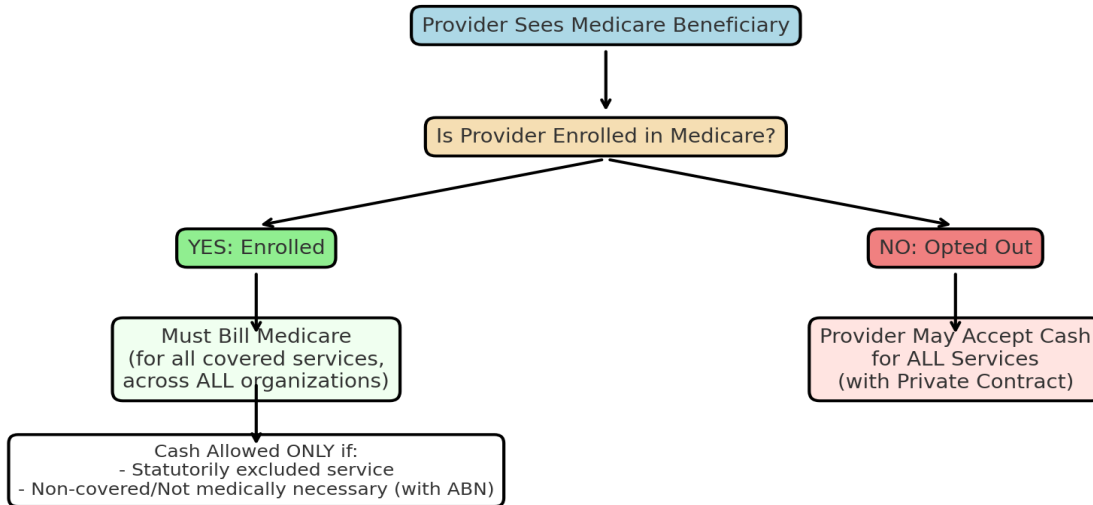 Provider Sees Medicare Beneficiary
Is Provider Enrolled in Medicare?
YES: Enrolled
NO: Opted Out
Must Bill Medicare
(for all covered services,
across ALL organizations)
Provider May Accept Cash
for ALL Services
(with Private Contract)
Cash Allowed ONLY if:
- Statutorily excluded service
- Non-covered/Not medically necessary (with ABN)